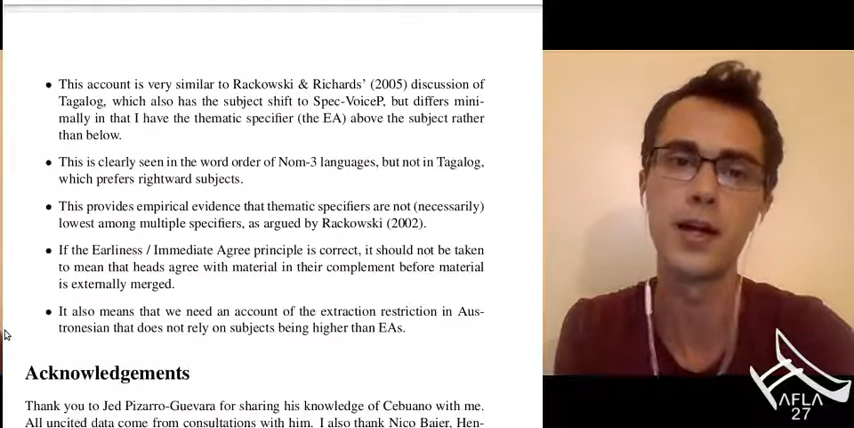 • This account is very similar to Rackowski & Richards' (2005) discussion of
Tagalog, which also has the subject shift to Spec-VoiceP, but differs mini-
mally in that I have the thematic specifier (the EA) above the subject rather
than below.
• This is clearly seen in the word order of Nom-3 languages, but not in Tagalog,
which prefers rightward subjects.
• This provides empirical evidence that thematic specifiers are not (necessarily)
lowest among multiple specifiers, as argued by Rackowski (2002).
• If the Earliness / Immediate Agree principle is correct, it should not be taken
to mean that heads agree with material in their complement before material
is externally merged.
• It also means that we need an account of the extraction restriction in Aus-
tronesian that does not rely on subjects being higher than EAs.
Acknowledgements
Thank you to Jed Pizarro-Guevara for sharing his knowledge of Cebuano with me.
All uncited data come from consultations with him. I also thank Nico Baier, Hen-
AFLA
27